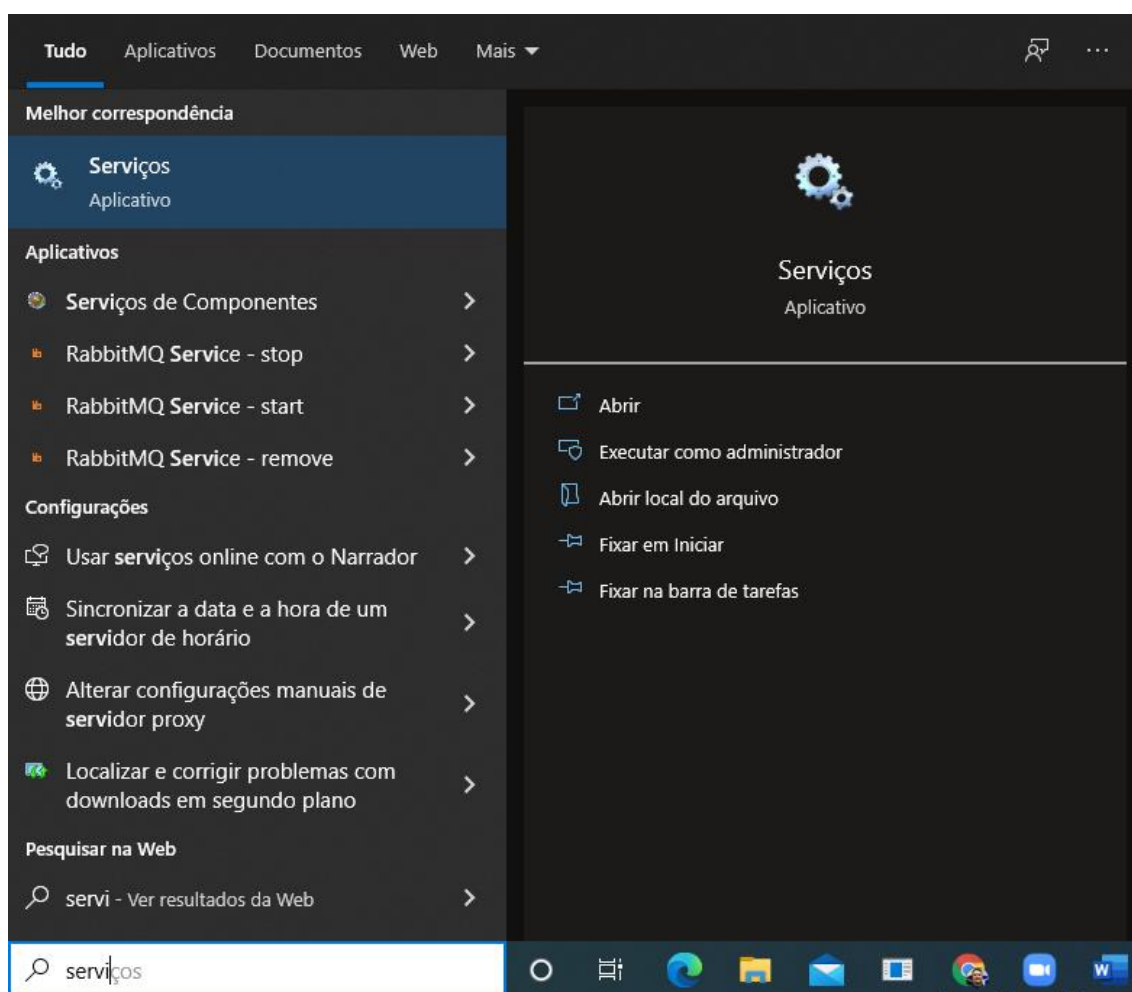 Tudo Aplicativos Documentos Web Mais
Melhor correspondência
Serviços
Aplicativo
Aplicativos
Serviços de Componentes
RabbitMQ Service - stop
RabbitMQ Service - start
RabbitMQ Service - remove
Configurações
Usar serviços online com o Narrador
Sincronizar a data e a hora de um
servidor de horário
Alterar configurações manuais de
servidor proxy
Localizar e corrigir problemas com
downloads em segundo plano
Pesquisar na Web
servi - Ver resultados da Web
serviços
Serviços
Aplicativo
Abrir
Executar como administrador
Abrir local do arquivo
Fixar em Iniciar
Fixar na barra de tarefas
W